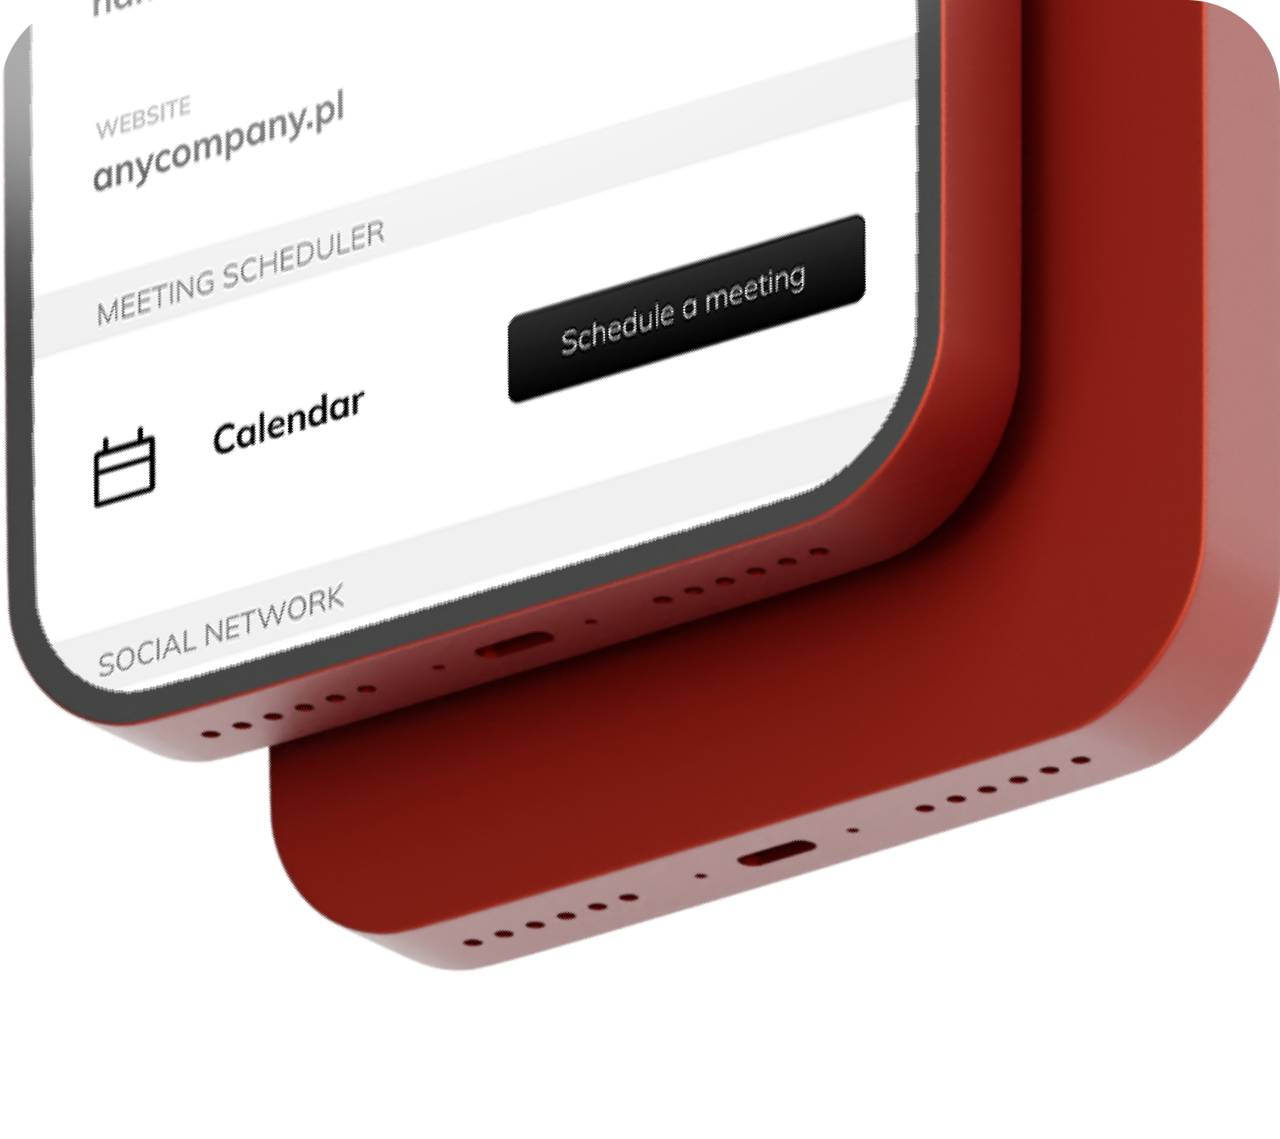 WEBSITE
anycompany.pl
MEETING SCHEDULER
Schedule a meeting
Calendar
SOCIAL NETWORK